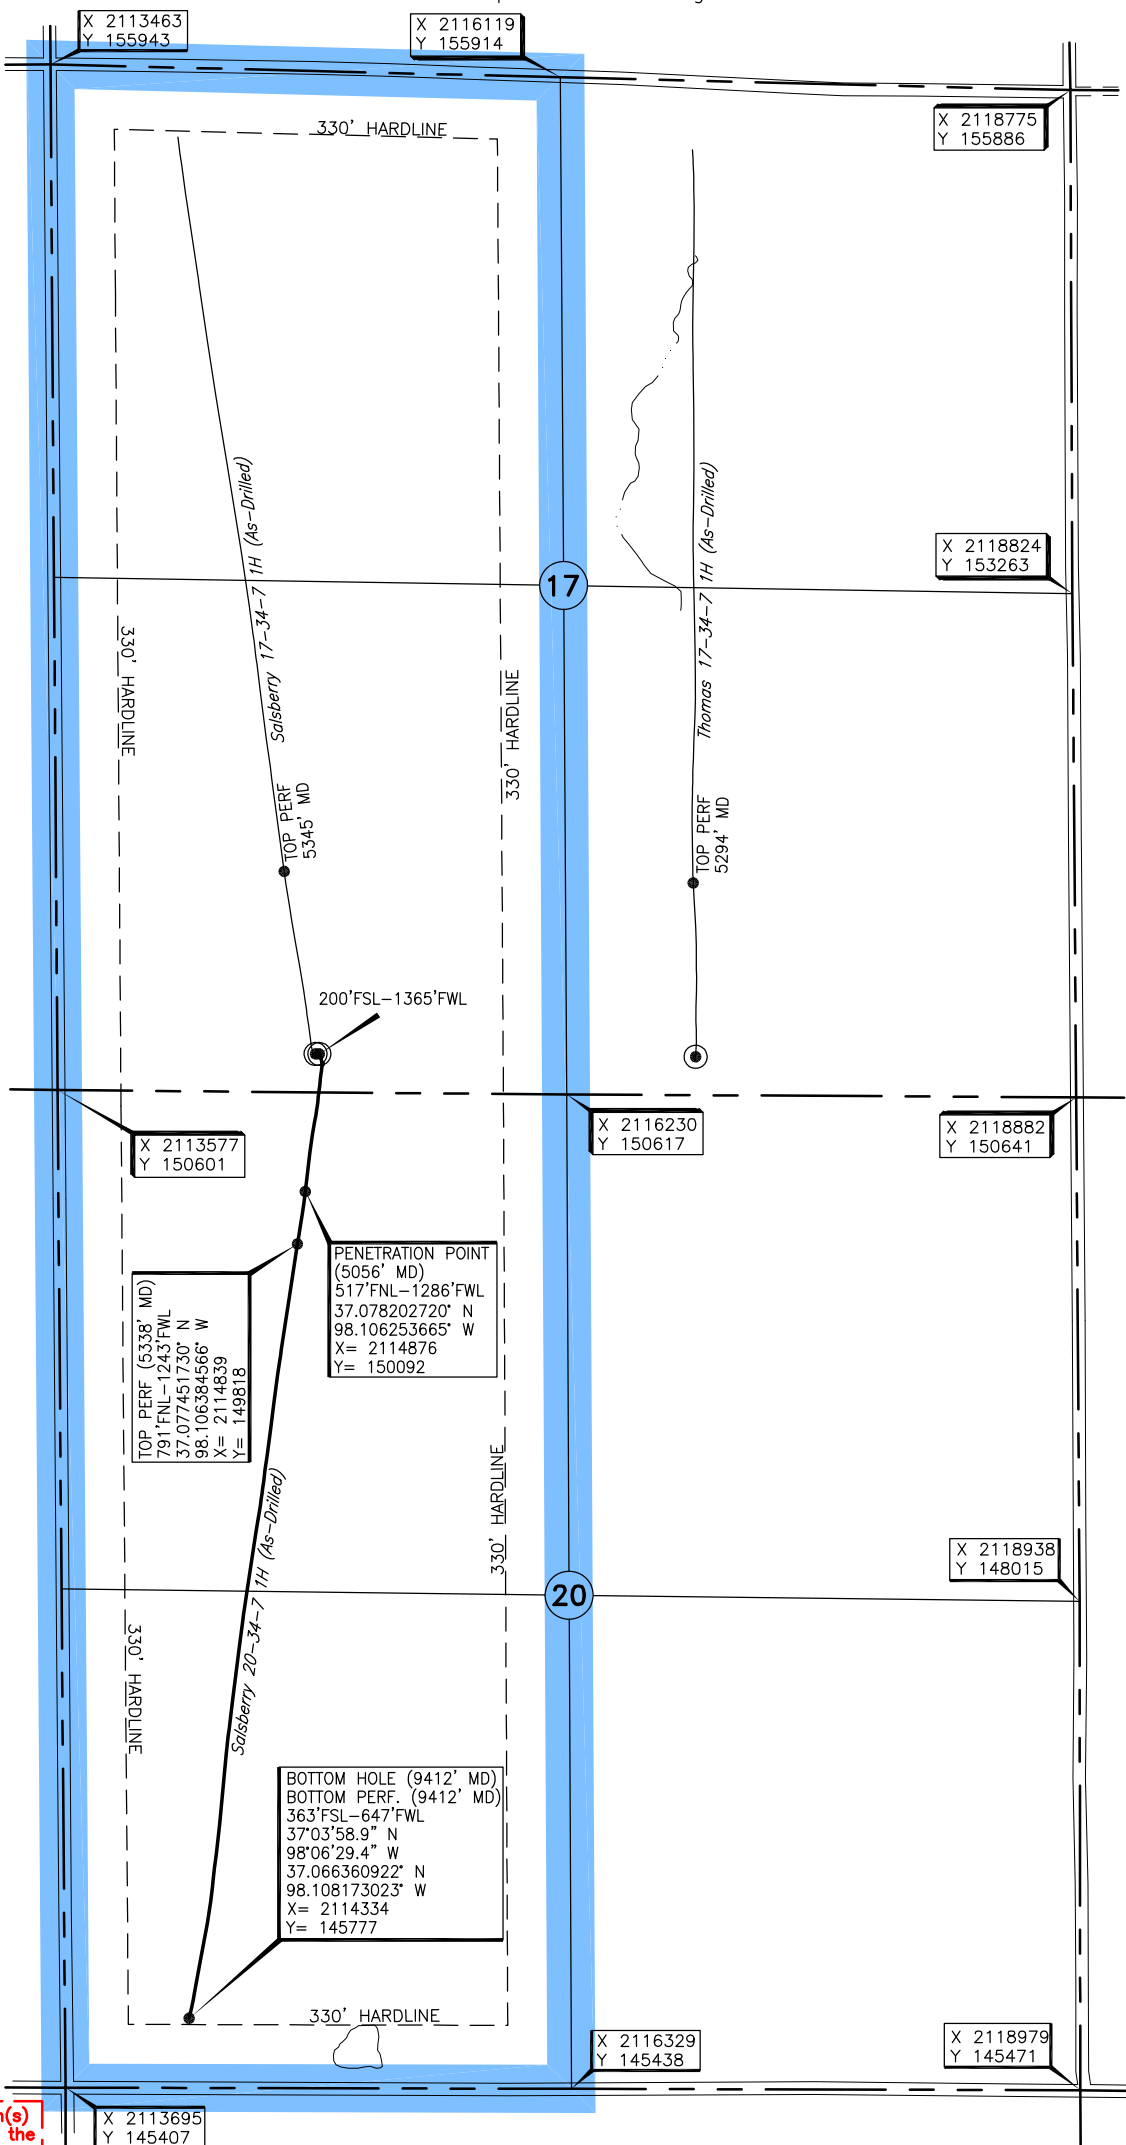 X 2113463
Y 155943
X 2116119
Y 155914
X 2118775
Y 155886
330' HARDLINE
Salsberry 17-34-7 1H (As-Drilled)
Thomas 17-34-7 1H (As-Drilled)
X 2118824
Y 153263
17
330' HARDLINE
330' HARDLINE
TOP PERF
5345' MD
TOP PERF
5294' MD
200'FSL-1365'FWL
X 2113577
Y 150601
X 2116230
Y 150617
X 2118882
Y 150641
PENETRATION POINT
(5056' MD)
517'FNL-1286'FWL
37.078202720° N
98.106253665° W
X= 2114876
Y= 150092
TOP PERF (5338' MD)
791'FNL-1243'FWL
37.077451730° N
98.106384566° W
X= 2114839
Y= 149818
Salsberry 20-34-7 1H (As-Drilled)
330' HARDLINE
X 2118938
Y 148015
20
330' HARDLINE
BOTTOM HOLE (9412' MD)
BOTTOM PERF. (9412' MD)
363'FSL-647'FWL
37°03'58.9" N
98°06'29.4" W
37.066360922° N
98.108173023° W
X= 2114334
Y= 145777
330' HARDLINE
X 2116329
Y 145438
X 2118979
Y 145471
X 2113695
Y 145407
the